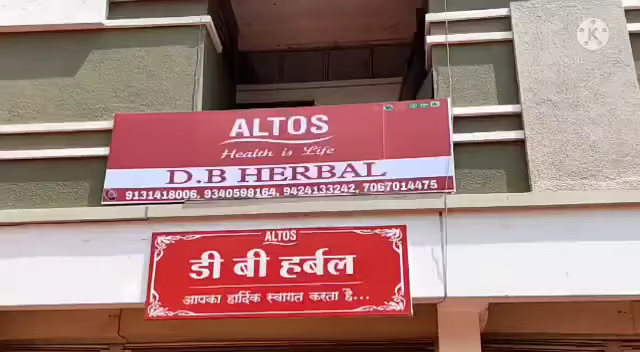 ALTOS
Health is Life
D.B HERBAL
9131418006, 9340598164, 9424133242, 7067014475
ALTOS
डी बी हर्बल
आपका हार्दिक स्वागत करता है...
K